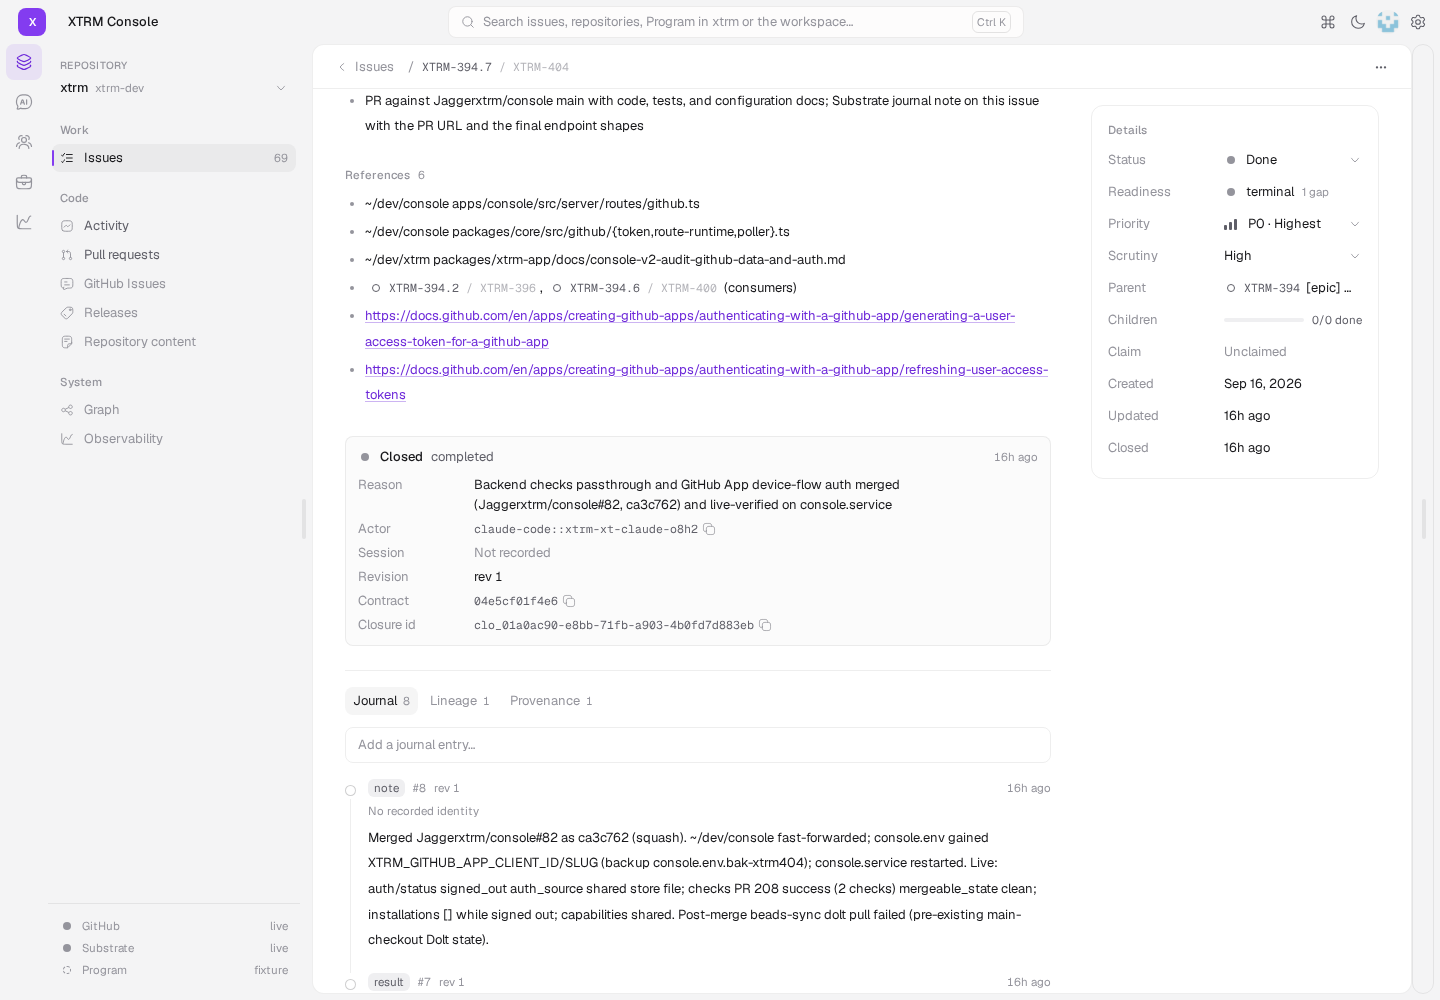 X
XTRM Console
Search issues, repositories, Program in xtrm or the workspace…
Ctrl K
REPOSITORY
xtrm xtrm-dev
Work
Issues 69
Code
Activity
Pull requests
GitHub Issues
Releases
Repository content
System
Graph
Observability
GitHub live
Substrate live
Program fixture
Issues / XTRM-394.7 / XTRM-404
PR against Jaggerxtrm/console main with code, tests, and configuration docs; Substrate journal note on this issue
with the PR URL and the final endpoint shapes
References 6
~/dev/console apps/console/src/server/routes/github.ts
~/dev/console packages/core/src/github/{token,route-runtime,poller}.ts
~/dev/xtrm packages/xtrm-app/docs/console-v2-audit-github-data-and-auth.md
XTRM-394.2 / XTRM-396, XTRM-394.6 / XTRM-400 (consumers)
https://docs.github.com/en/apps/creating-github-apps/authenticating-with-a-github-app/generating-a-user-
access-token-for-a-github-app
https://docs.github.com/en/apps/creating-github-apps/authenticating-with-a-github-app/refreshing-user-access-
tokens
Closed completed 16h ago
Reason Backend checks passthrough and GitHub App device-flow auth merged
(Jaggerxtrm/console#82, ca3c762) and live-verified on console.service
Actor claude-code::xtrm-xt-claude-o8h2
Session Not recorded
Revision rev 1
Contract 04e5cf01f4e6
Closure id clo_01a0ac90-e8bb-71fb-a903-4b0fd7d883eb
Journal 8 Lineage 1 Provenance 1
Add a journal entry…
note #8 rev 1 16h ago
No recorded identity
Merged Jaggerxtrm/console#82 as ca3c762 (squash). ~/dev/console fast-forwarded; console.env gained
XTRM_GITHUB_APP_CLIENT_ID/SLUG (backup console.env.bak-xtrm404); console.service restarted. Live:
auth/status signed_out auth_source shared store file; checks PR 208 success (2 checks) mergeable_state clean;
installations [] while signed out; capabilities shared. Post-merge beads-sync dolt pull failed (pre-existing main-
checkout Dolt state).
result #7 rev 1 16h ago
Details
Status Done
Readiness terminal 1 gap
Priority P0 · Highest
Scrutiny High
Parent XTRM-394 [epic] …
Children 0/0 done
Claim Unclaimed
Created Sep 16, 2026
Updated 16h ago
Closed 16h ago